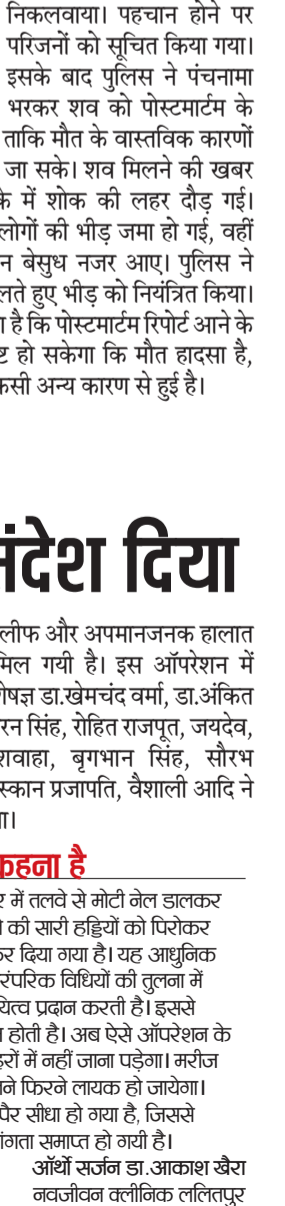 निकलवाया। पहचान होने पर
परिजनों को सूचित किया गया।
इसके बाद पुलिस ने पंचनामा
भरकर शव को पोस्टमार्टम के
ताकि मौत के वास्तविक कारणों
जा सके। शव मिलने की खबर
के में शोक की लहर दौड़ गई।
लोगों की भीड़ जमा हो गई, वहीं
न बेसुध नजर आए। पुलिस ने
लते हुए भीड़ को नियंत्रित किया।
है कि पोस्टमार्टम रिपोर्ट आने के
ष्ट हो सकेगा कि मौत हादसा है,
कसी अन्य कारण से हुई है।
संदेश दिया
लीफ और अपमानजनक हालात
मिल गयी है। इस ऑपरेशन में
शेषज्ञ डा.खेमचंद वर्मा, डा.अंकित
रन सिंह, रोहित राजपूत, जयदेव,
शवाहा, बृगभान सिंह, सौरभ
स्कान प्रजापति, वैशाली आदि ने
ा।
कहना है
र में तलवे से मोटी नेल डालकर
की सारी हड्डियों को पिरोकर
कर दिया गया है। यह आधुनिक
रंपरिक विधियों की तुलना में
यित्व प्रदान करती है। इससे
होती है। अब ऐसे ऑपरेशन के
हरों में नहीं जाना पड़ेगा। मरीज
ने फिरने लायक हो जायेगा।
पैर सीधा हो गया है, जिससे
ांगता समाप्त हो गयी है।
ऑर्थो सर्जन डा.आकाश खैरा
नवजीवन क्लीनिक ललितपुर